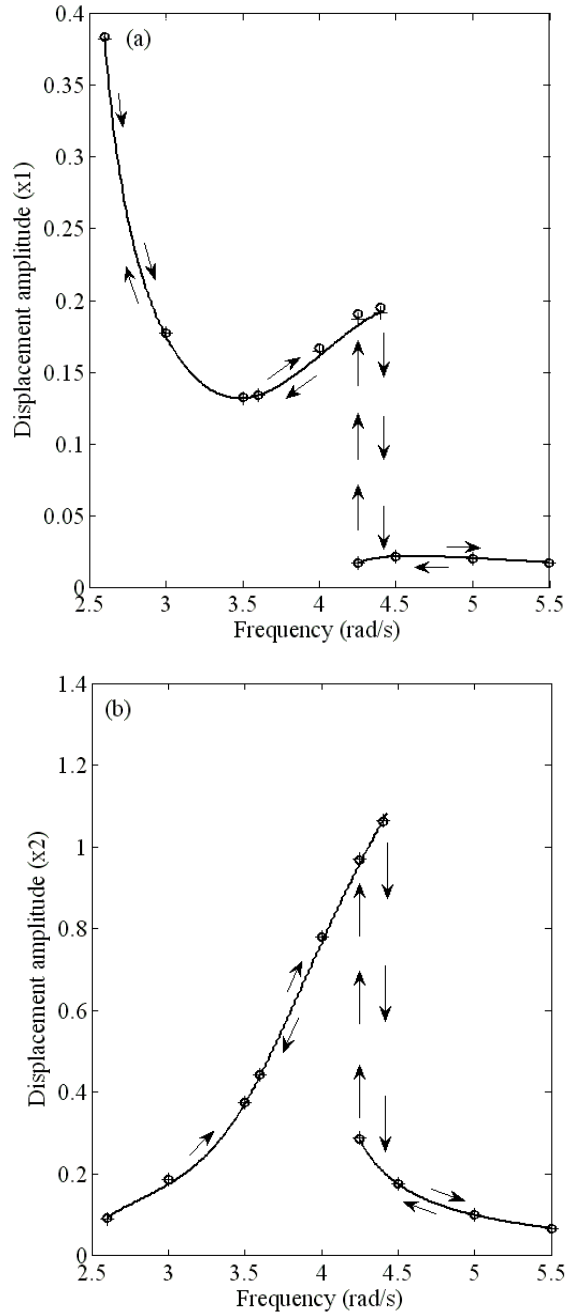 (a)
0.4
0.35
0.3
0.25
0.2
0.15
0.1
0.05
0
Displacement amplitude (x1)
2.5 3 3.5 4 4.5 5 5.5
Frequency (rad/s)
(b)
1.4
1.2
1
0.8
0.6
0.4
0.2
0
Displacement amplitude (x2)
2.5 3 3.5 4 4.5 5 5.5
Frequency (rad/s)